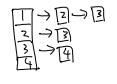 1 → 2 → 3
2 → 3
3 → 4
4